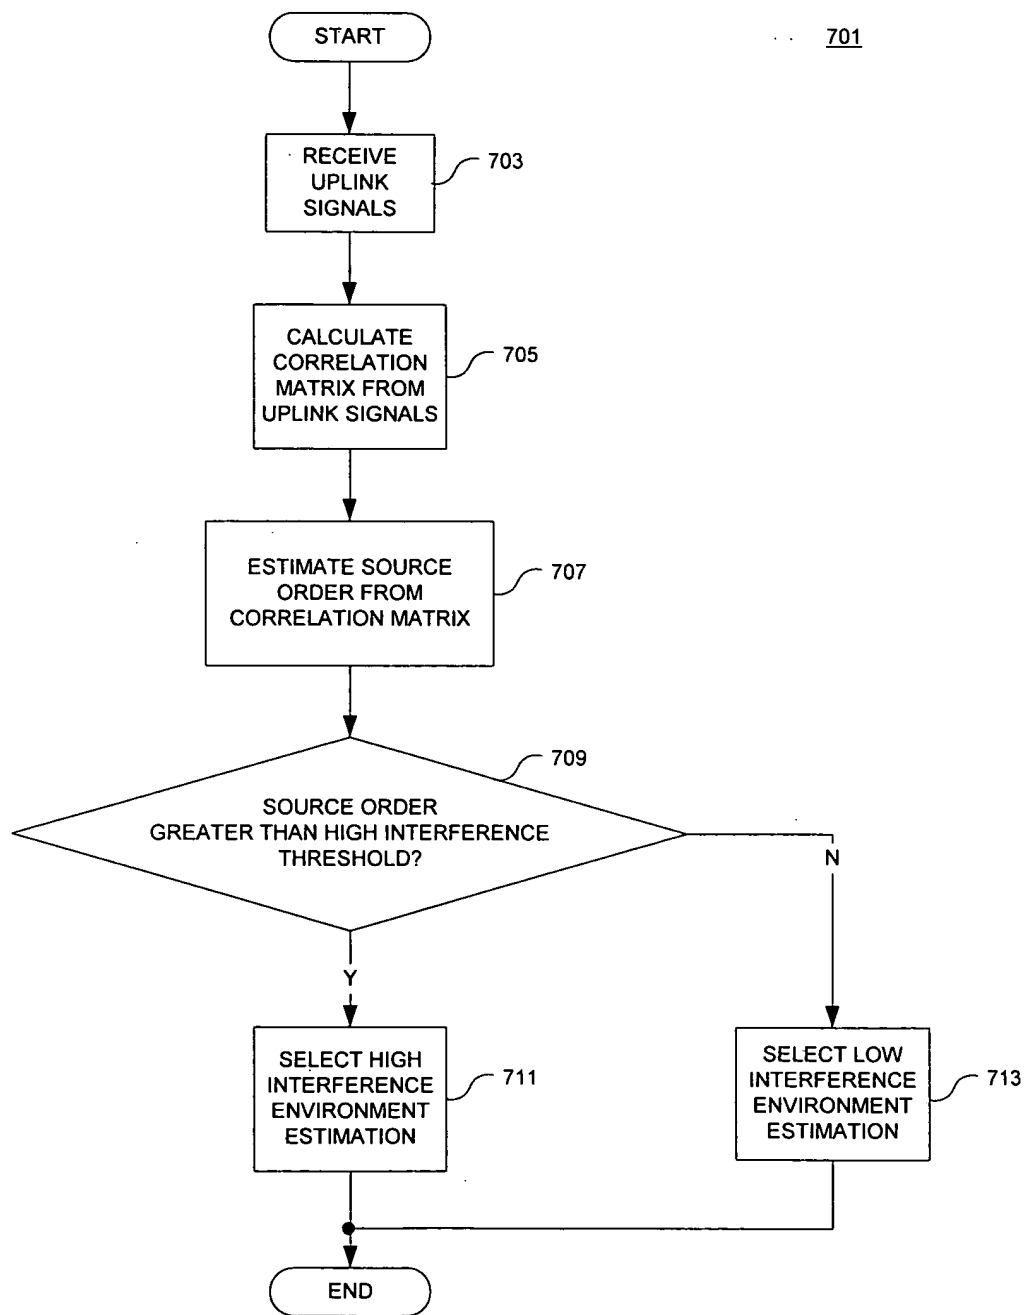 START
701
RECEIVE
UPLINK
SIGNALS
703
CALCULATE
CORRELATION
MATRIX FROM
UPLINK SIGNALS
705
ESTIMATE SOURCE
ORDER FROM
CORRELATION MATRIX
707
709
SOURCE ORDER
GREATER THAN HIGH INTERFERENCE
THRESHOLD?
N
Y
SELECT HIGH
INTERFERENCE
ENVIRONMENT
ESTIMATION
711
SELECT LOW
INTERFERENCE
ENVIRONMENT
ESTIMATION
713
END